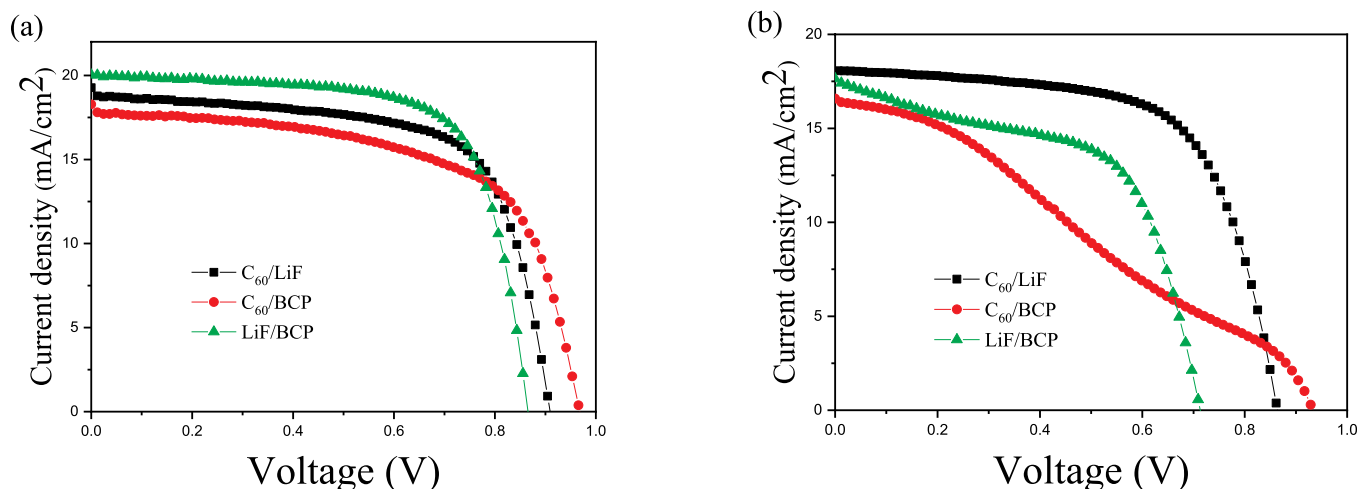 (a)
20
15
10
5
0
0.0 0.2 0.4 0.6 0.8 1.0
Current density (mA/cm²)
Voltage (V)
C₆₀/LiF
C₆₀/BCP
LiF/BCP
(b)
20
15
10
5
0
0.0 0.2 0.4 0.6 0.8 1.0
Current density (mA/cm²)
Voltage (V)
C₆₀/LiF
C₆₀/BCP
LiF/BCP